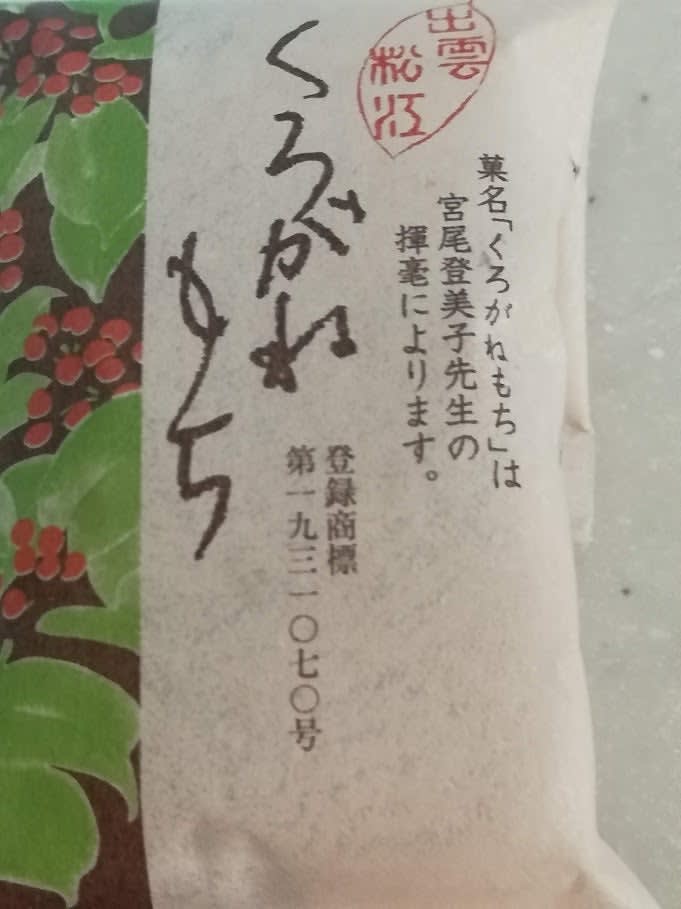 出雲
松江
菓名「くろがねもち」は
宮尾登美子先生の
揮毫によります。
くろがね
もち
登録商標
第一九三一〇七〇号